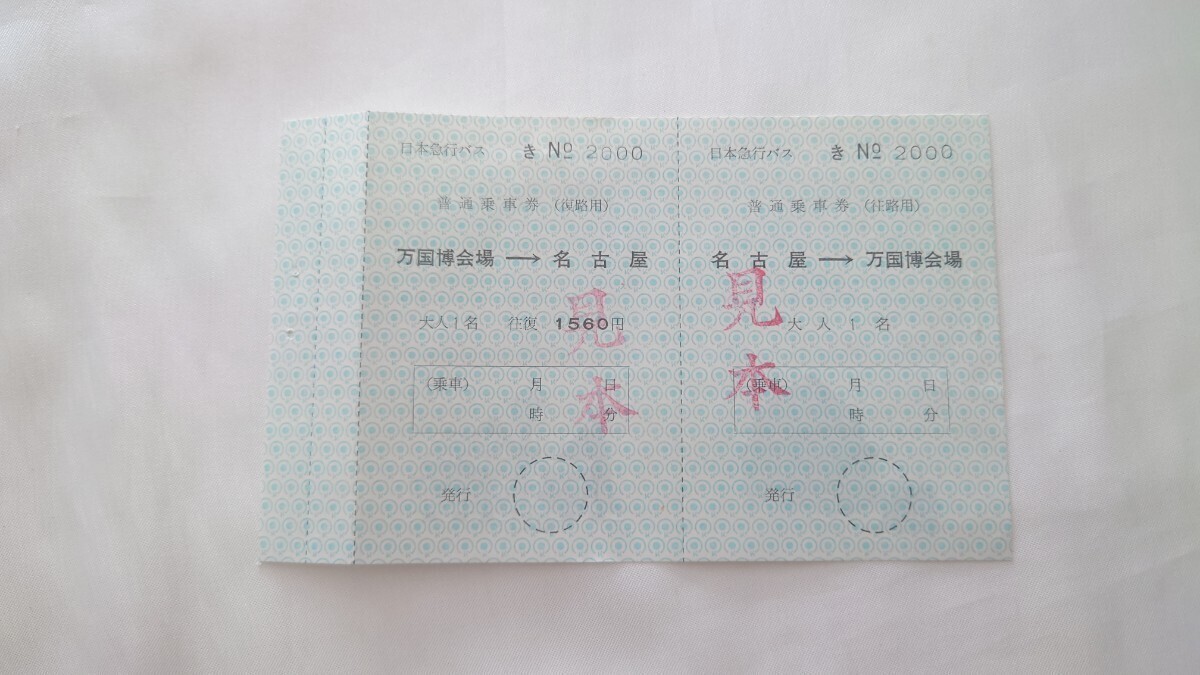 日本急行バス き № 2000
普通乗車券 (復路用)
万国博会場 → 名古屋
大人1名 往復 1560円
(乗車) 月 日
時 分
発行
見本
日本急行バス き № 2000
普通乗車券 (往路用)
名古屋 → 万国博会場
大人1名
(乗車) 月 日
時 分
発行
見本